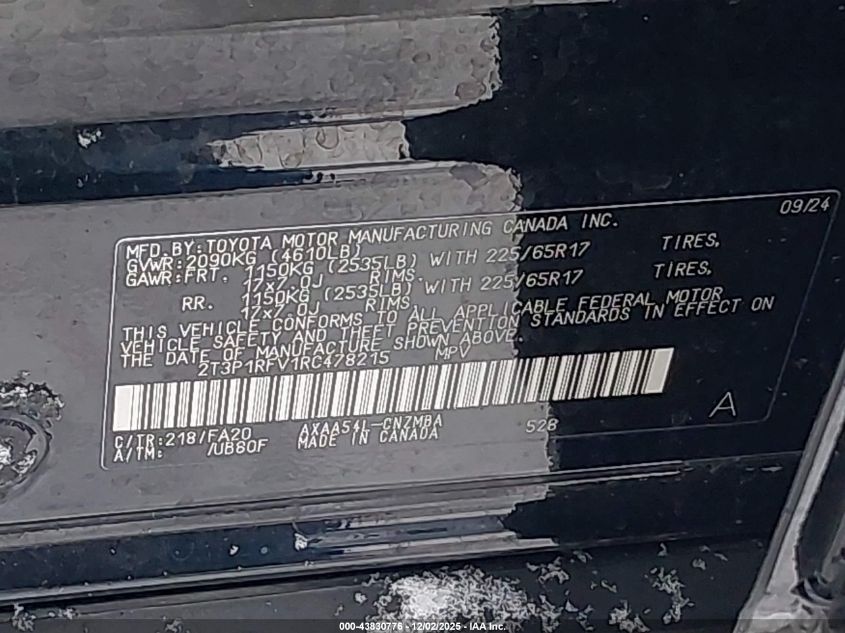 09/24
MFD.BY:TOYOTA MOTOR MANUFACTURING CANADA INC.
GVWR:2090KG (4610LB)
GAWR:FRT. 1150KG (2535LB) WITH 225/65R17 TIRES,
17x7.0J RIMS.
RR. 1150KG (2535LB) WITH 225/65R17 TIRES,
17x7.0J RIMS
THIS VEHICLE CONFORMS TO ALL APPLICABLE FEDERAL MOTOR
VEHICLE SAFETY AND THEFT PREVENTION STANDARDS IN EFFECT ON
THE DATE OF MANUFACTURE SHOWN ABOVE.
2T3P1RFV1RC478215 MPV
C/TR:218/FA20 AXAA54L-CNZMBA 528 A
A/TM: /UB80F MADE IN CANADA
000-43830776 - 12/02/2025 - IAA Inc.